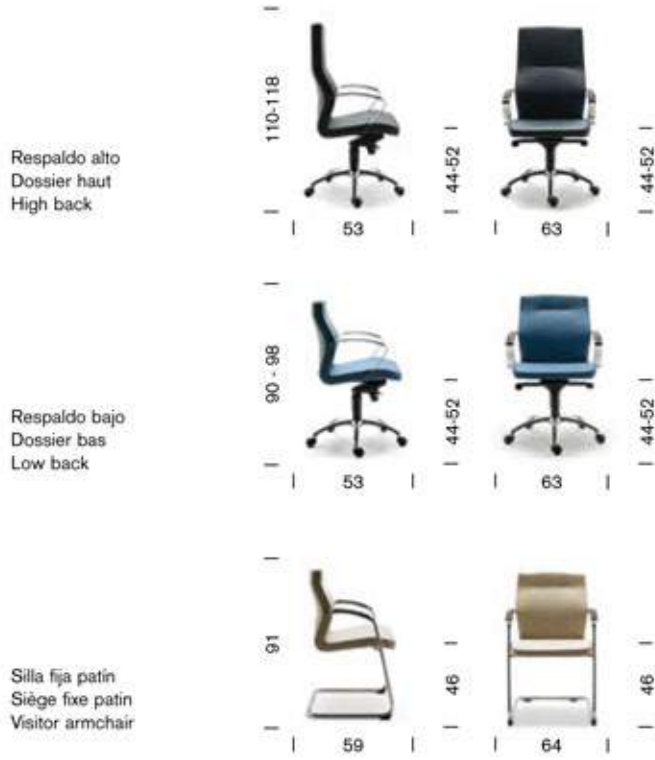 110-118
44-52
44-52
Respaldo alto
Dossier haut
High back
53
63
90 - 98
44-52
44-52
Respaldo bajo
Dossier bas
Low back
53
63
91
46
46
Silla fija patín
Siège fixe patin
Visitor armchair
59
64